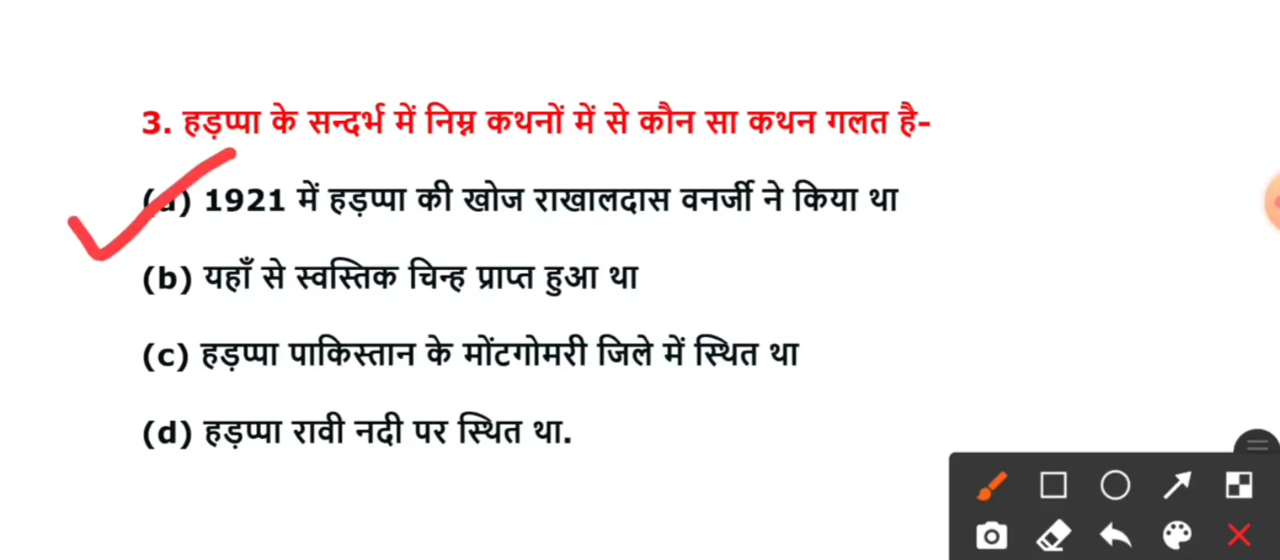 3. हड़प्पा के सन्दर्भ में निम्न कथनों में से कौन सा कथन गलत है-
(a) 1921 में हड़प्पा की खोज राखालदास वनर्जी ने किया था
(b) यहाँ से स्वस्तिक चिन्ह प्राप्त हुआ था
(c) हड़प्पा पाकिस्तान के मोंटगोमरी जिले में स्थित था
(d) हड़प्पा रावी नदी पर स्थित था.